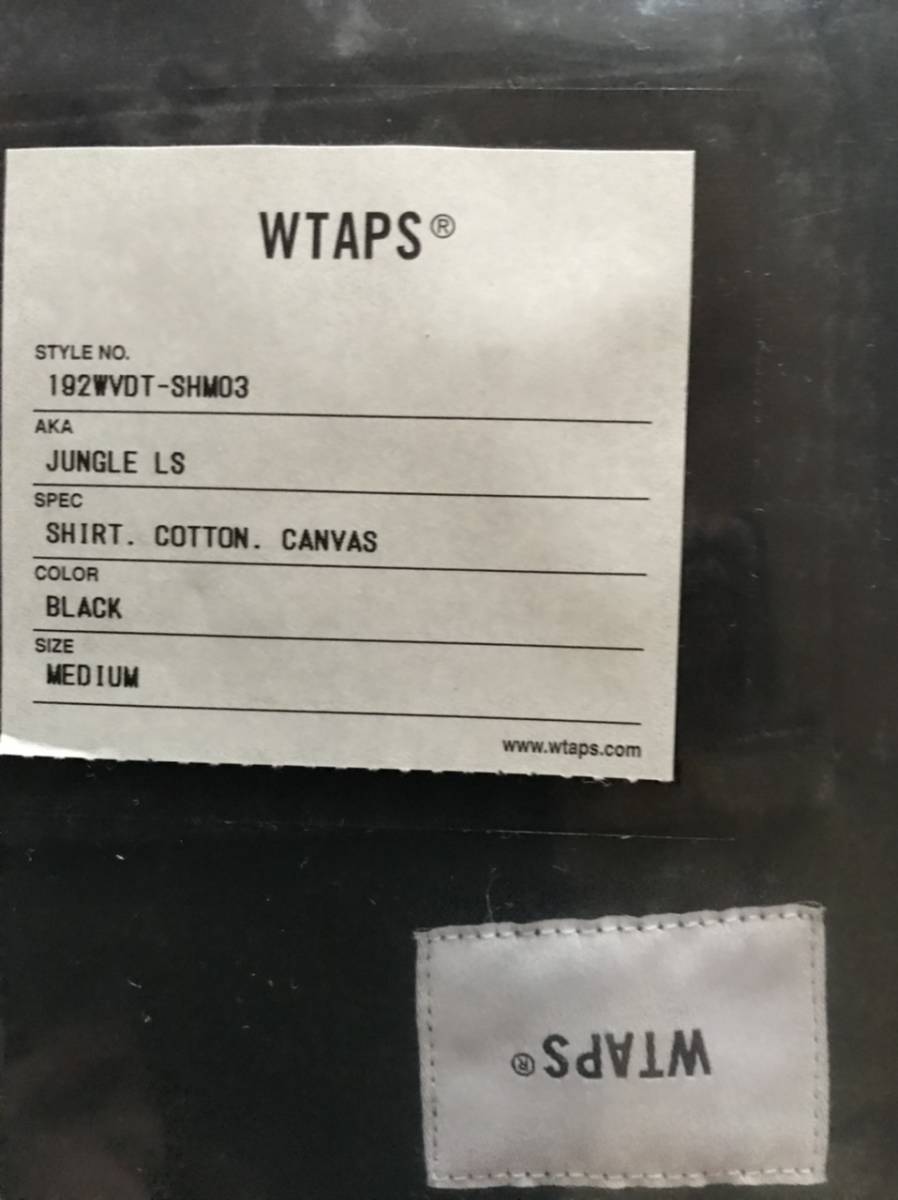 WTAPS®
STYLE NO.
192WVDT-SHM03
AKA
JUNGLE LS
SPEC
SHIRT. COTTON. CANVAS
COLOR
BLACK
SIZE
MEDIUM
www.wtaps.com
WTAPS®